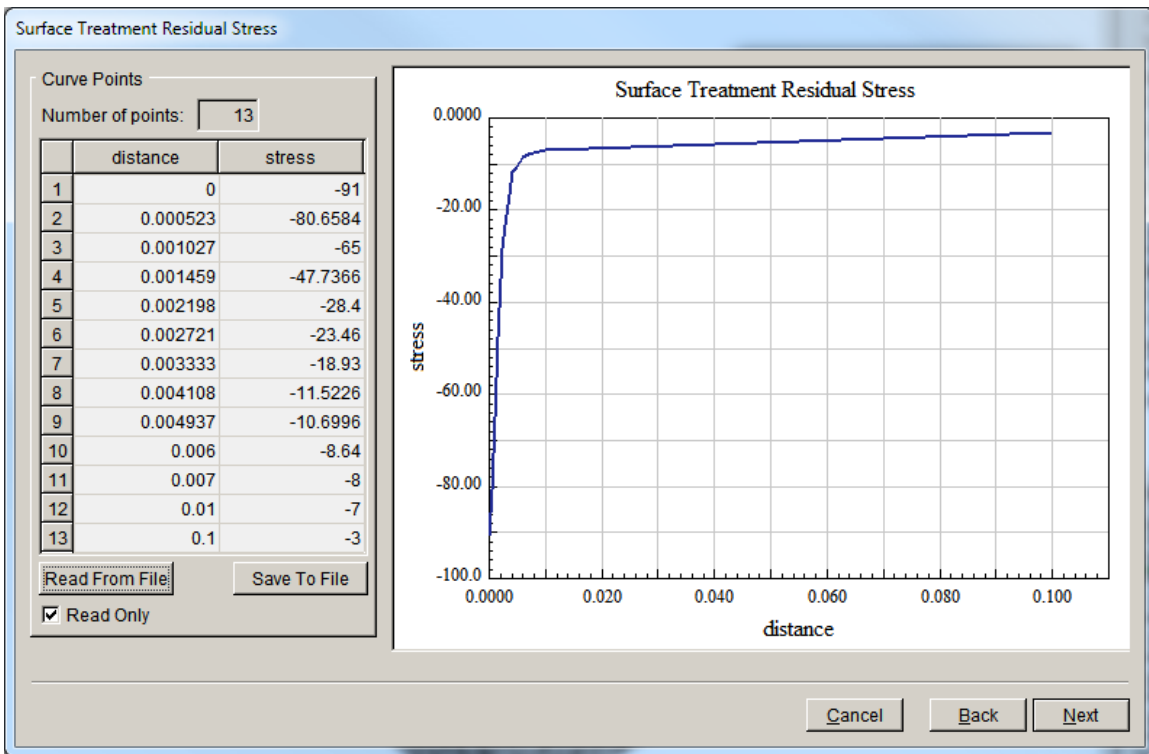 Surface Treatment Residual Stress
Curve Points
Number of points: 13
distance stress
1 0 -91
2 0.000523 -80.6584
3 0.001027 -65
4 0.001459 -47.7366
5 0.002198 -28.4
6 0.002721 -23.46
7 0.003333 -18.93
8 0.004108 -11.5226
9 0.004937 -10.6996
10 0.006 -8.64
11 0.007 -8
12 0.01 -7
13 0.1 -3
Read From File Save To File
Read Only
Surface Treatment Residual Stress
0.0000
-20.00
-40.00
-60.00
-80.00
-100.0
stress
0.0000 0.020 0.040 0.060 0.080 0.100
distance
Cancel Back Next